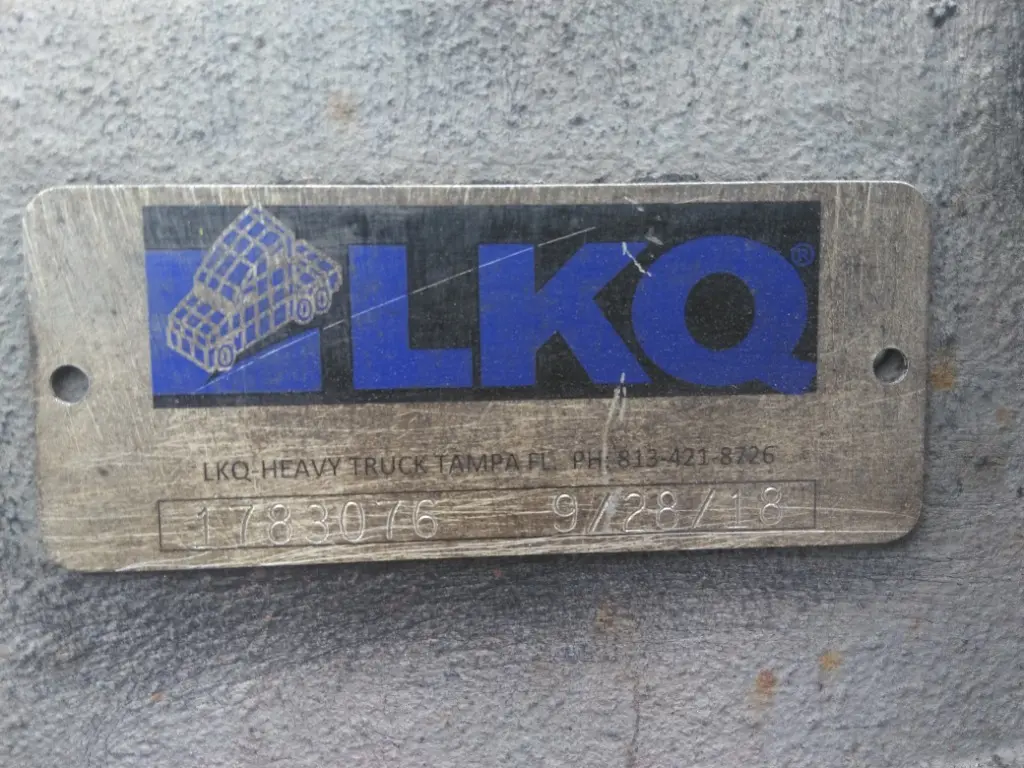 LKQ®
LKQ HEAVY TRUCK TAMPA FL. PH: 813-421-8726
1783076 9/28/18